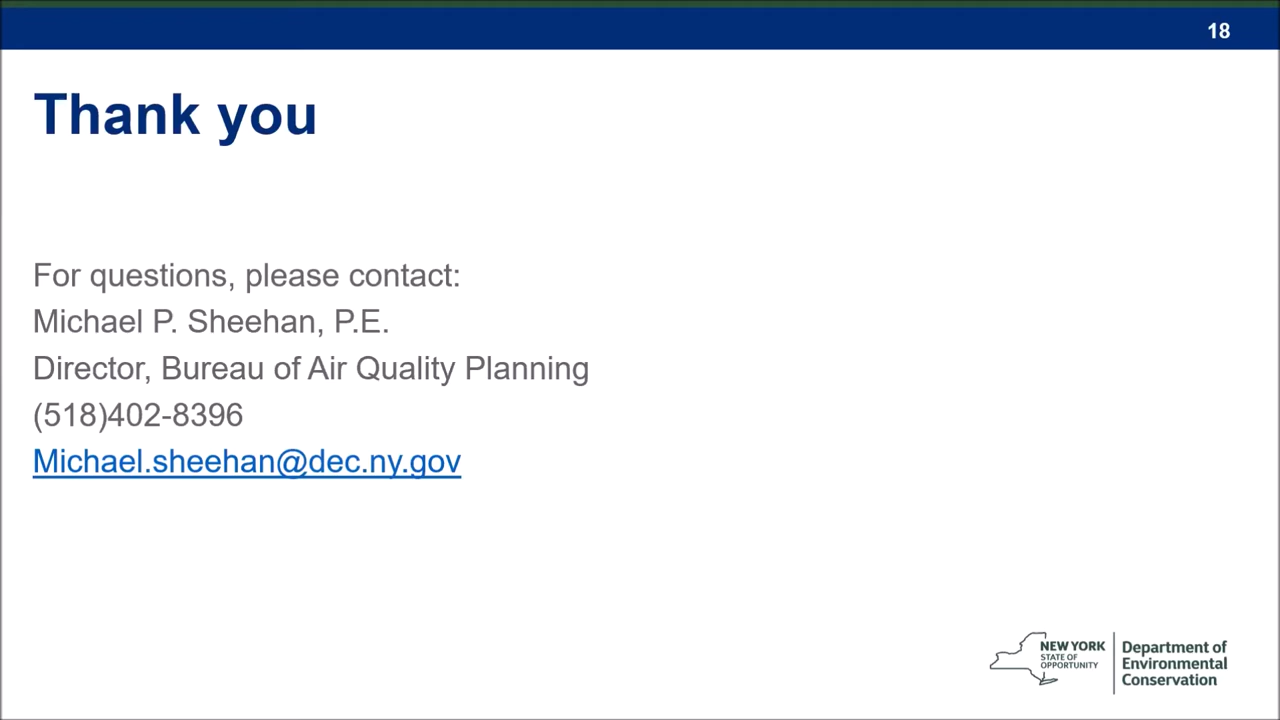 18
Thank you
For questions, please contact:
Michael P. Sheehan, P.E.
Director, Bureau of Air Quality Planning
(518)402-8396
Michael.sheehan@dec.ny.gov
NEW YORK
STATE OF
OPPORTUNITY
Department of
Environmental
Conservation